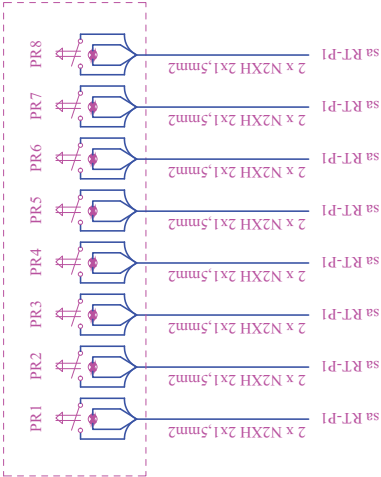 PR8
2 x N2XH 2x1,5mm2
sa RT-P1
PR7
2 x N2XH 2x1,5mm2
sa RT-P1
PR6
2 x N2XH 2x1,5mm2
sa RT-P1
PR5
2 x N2XH 2x1,5mm2
sa RT-P1
PR4
2 x N2XH 2x1,5mm2
sa RT-P1
PR3
2 x N2XH 2x1,5mm2
sa RT-P1
PR2
2 x N2XH 2x1,5mm2
sa RT-P1
PR1
2 x N2XH 2x1,5mm2
sa RT-P1